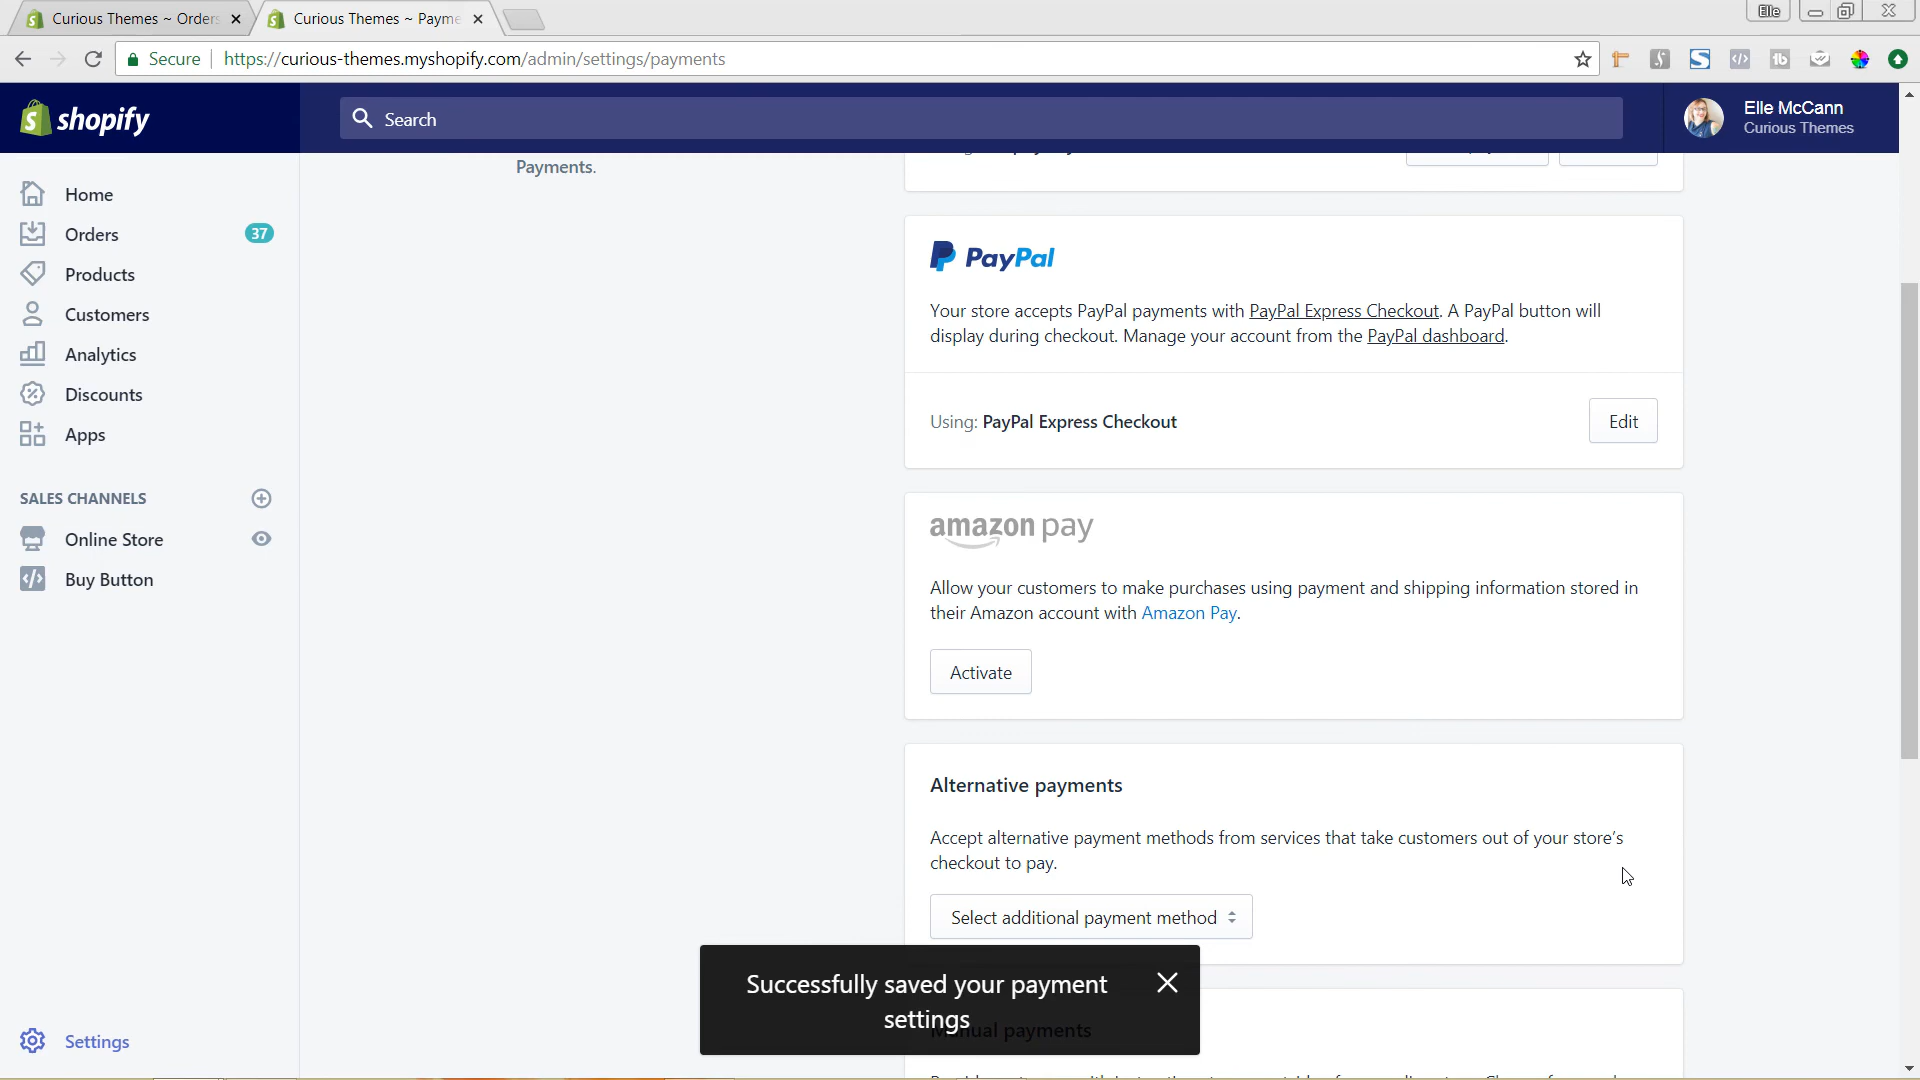 Curious Themes ~ Order
Curious Themes ~ Payme
Elle
Secure
https://curious-themes.myshopify.com/admin/settings/payments
shopify
Search
Elle McCann
Curious Themes
Home
Orders
37
Products
Customers
Analytics
Discounts
Apps
SALES CHANNELS
Online Store
Buy Button
Settings
Payments.
PayPal
Your store accepts PayPal payments with PayPal Express Checkout. A PayPal button will
display during checkout. Manage your account from the PayPal dashboard.
Using: PayPal Express Checkout
Edit
amazon pay
Allow your customers to make purchases using payment and shipping information stored in
their Amazon account with Amazon Pay.
Activate
Alternative payments
Accept alternative payment methods from services that take customers out of your store's
checkout to pay.
Select additional payment method
Successfully saved your payment
settings
payments